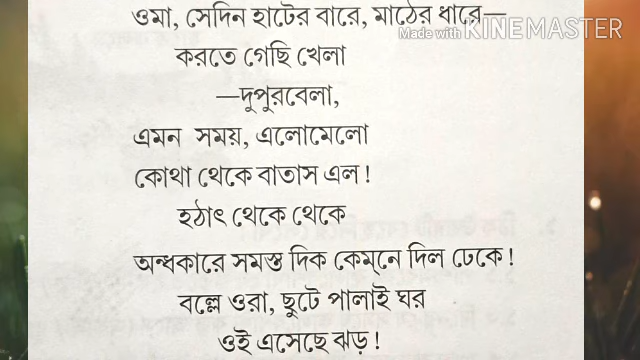 ওমা, সেদিন হাটের বারে, মাঠের ধারে—
Made with KINEMASTER
করতে গেছি খেলা
—দুপুরবেলা,
এমন সময়, এলোমেলো
কোথা থেকে বাতাস এল!
হঠাৎ থেকে থেকে
অন্ধকারে সমস্ত দিক কেম্‌নে দিল ঢেকে!
বল্লে ওরা, ছুটে পালাই ঘর
ওই এসেছে ঝড়!